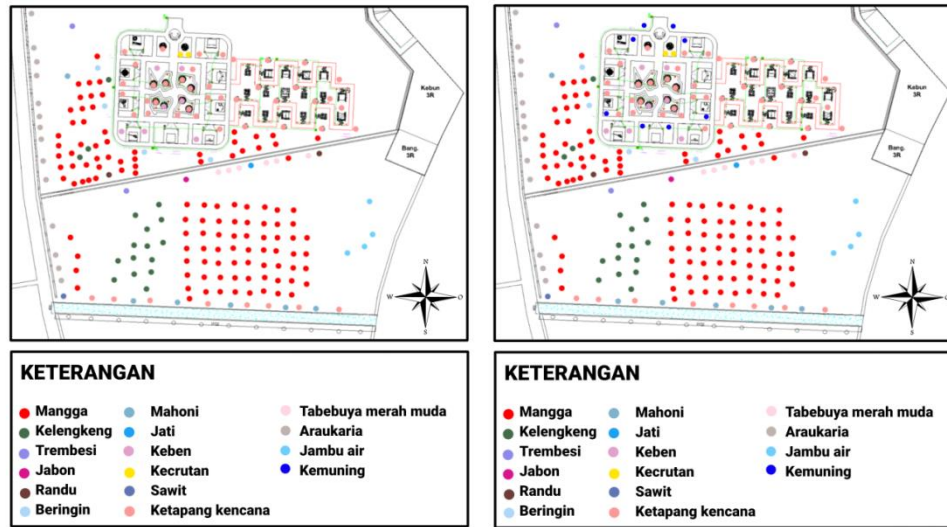 Kebun
3R
Bang.
3R
N
W
O
S
KETERANGAN
Mangga
Kelengkeng
Trembesi
Jabon
Randu
Beringin
Mahoni
Jati
Keben
Kecrutan
Sawit
Ketapang kencana
Tabebuya merah muda
Araukaria
Jambu air
Kemuning
Kebun
3R
Bang.
3R
N
W
O
S
KETERANGAN
Mangga
Kelengkeng
Trembesi
Jabon
Randu
Beringin
Mahoni
Jati
Keben
Kecrutan
Sawit
Ketapang kencana
Tabebuya merah muda
Araukaria
Jambu air
Kemuning